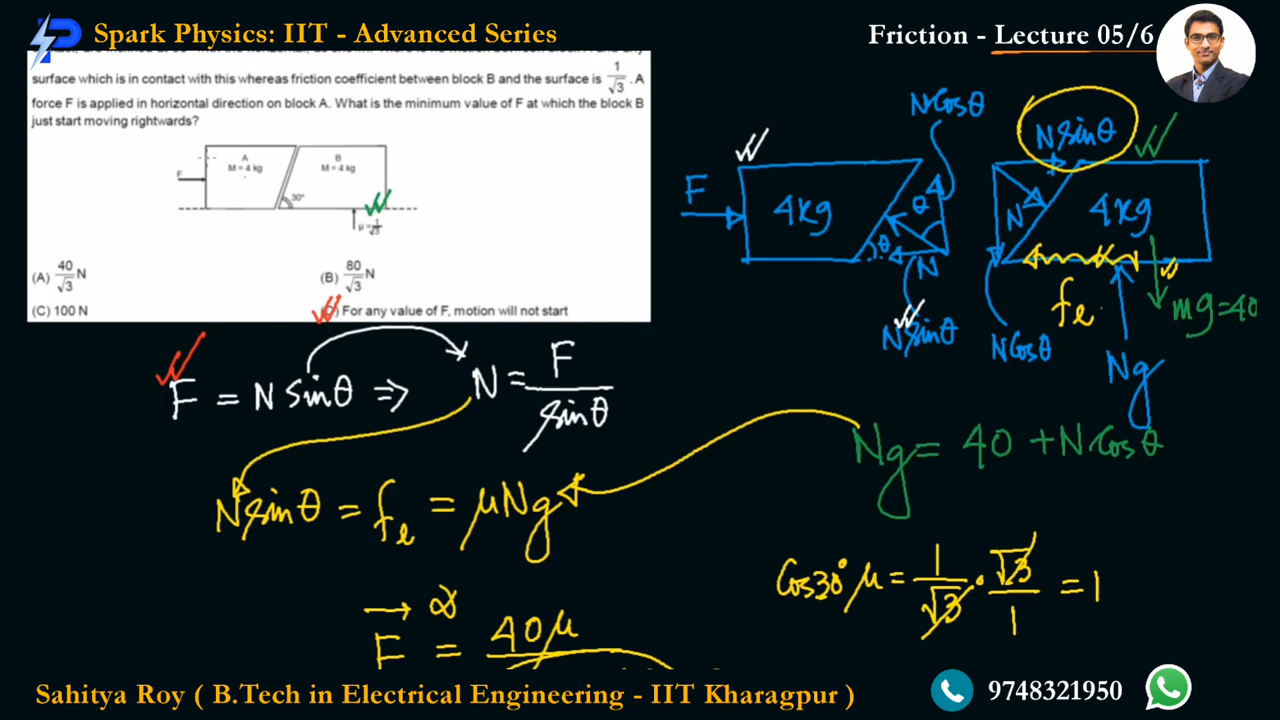 Spark Physics: IIT - Advanced Series
Friction - Lecture 05/6
surface which is in contact with this whereas friction coefficient between block B and the surface is 1/√3. A
force F is applied in horizontal direction on block A. What is the minimum value of F at which the block B
just start moving rightwards?
A
M = 4 kg
B
M = 4 kg
F
30°
μ = 1/√3
(A) 40/√3 N
(B) 80/√3 N
(C) 100 N
For any value of F, motion will not start
NCosθ
Nsinθ
F
4kg
θ
θ
N
N
4kg
Nsinθ
NCosθ
mg=40
Ng
F = N sinθ ⇒ N = F/sinθ
Ng = 40 + N Cosθ
Nsinθ = = μNg
Cos30° μ = 1/√3 · √3/1 = 1
F = 40μ
Sahitya Roy ( B.Tech in Electrical Engineering - IIT Kharagpur )
9748321950